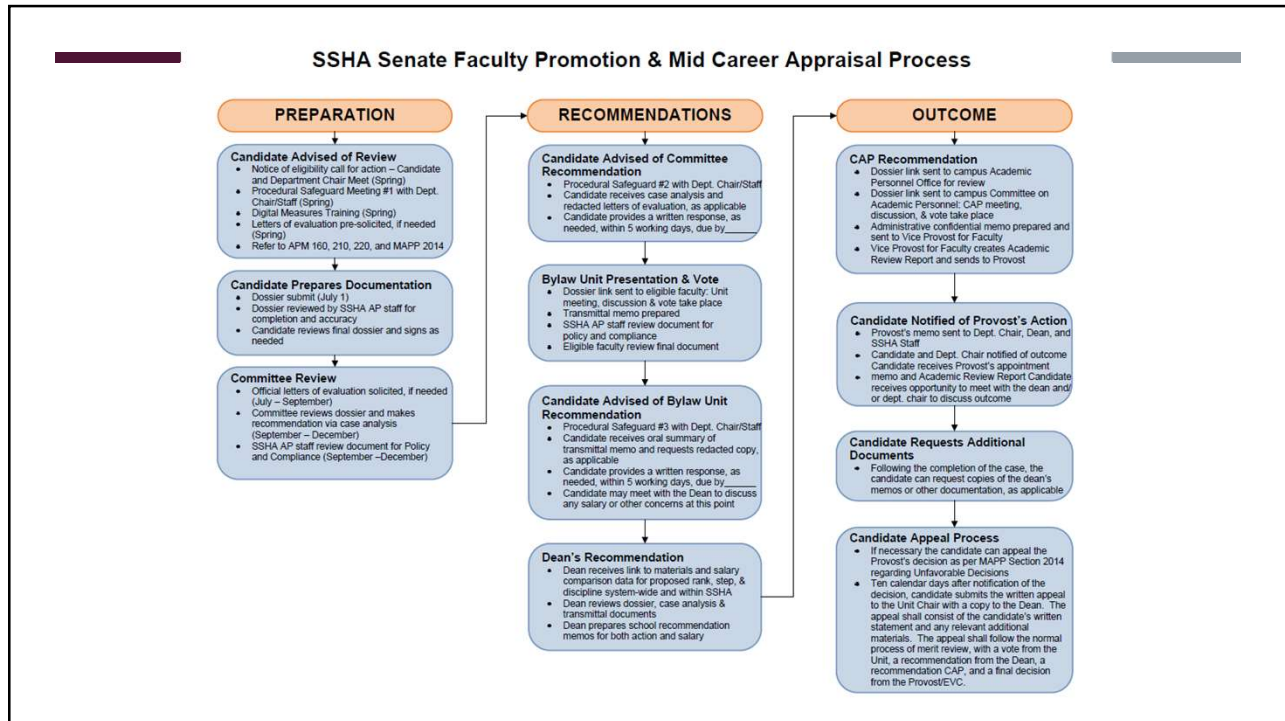 SSHA Senate Faculty Promotion & Mid Career Appraisal Process
PREPARATION
Candidate Advised of Review
• Notice of eligibility call for action – Candidate
and Department Chair Meet (Spring)
• Procedural Safeguard Meeting #1 with Dept.
Chair/Staff (Spring)
• Digital Measures Training (Spring)
• Letters of evaluation pre-solicited, if needed
(Spring)
• Refer to APM 160, 210, 220, and MAPP 2014
Candidate Prepares Documentation
• Dossier submit (July 1)
• Dossier reviewed by SSHA AP staff for
completion and accuracy
• Candidate reviews final dossier and signs as
needed
Committee Review
• Official letters of evaluation solicited, if needed
(July – September)
• Committee reviews dossier and makes
recommendation via case analysis
(September – December)
• SSHA AP staff review document for Policy
and Compliance (September –December)
RECOMMENDATIONS
Candidate Advised of Committee
Recommendation
• Procedural Safeguard #2 with Dept. Chair/Staff
• Candidate receives case analysis and
redacted letters of evaluation, as applicable
• Candidate provides a written response, as
needed, within 5 working days, due by______
Bylaw Unit Presentation & Vote
• Dossier link sent to eligible faculty: Unit
meeting, discussion & vote take place
• Transmittal memo prepared
• SSHA AP staff review document for
policy and compliance
• Eligible faculty review final document
Candidate Advised of Bylaw Unit
Recommendation
• Procedural Safeguard #3 with Dept. Chair/Staff
• Candidate receives oral summary of
transmittal memo and requests redacted copy,
as applicable
• Candidate provides a written response, as
needed, within 5 working days, due by______
• Candidate may meet with the Dean to discuss
any salary or other concerns at this point
Dean's Recommendation
• Dean receives link to materials and salary
comparison data for proposed rank, step, &
discipline system-wide and within SSHA
• Dean reviews dossier, case analysis &
transmittal documents
• Dean prepares school recommendation
memos for both action and salary
OUTCOME
CAP Recommendation
• Dossier link sent to campus Academic
Personnel Office for review
• Dossier link sent to campus Committee on
Academic Personnel: CAP meeting,
discussion, & vote take place
• Administrative confidential memo prepared and
sent to Vice Provost for Faculty
• Vice Provost for Faculty creates Academic
Review Report and sends to Provost
Candidate Notified of Provost's Action
• Provost's memo sent to Dept. Chair, Dean, and
SSHA Staff
• Candidate and Dept. Chair notified of outcome
Candidate receives Provost's appointment
• memo and Academic Review Report Candidate
receives opportunity to meet with the dean and/
or dept. chair to discuss outcome
Candidate Requests Additional
Documents
• Following the completion of the case, the
candidate can request copies of the dean's
memos or other documentation, as applicable
Candidate Appeal Process
• If necessary the candidate can appeal the
Provost's decision as per MAPP Section 2014
regarding Unfavorable Decisions
• Ten calendar days after notification of the
decision, candidate submits the written appeal
to the Unit Chair with a copy to the Dean. The
appeal shall consist of the candidate's written
statement and any relevant additional
materials. The appeal shall follow the normal
process of merit review, with a vote from the
Unit, a recommendation from the Dean, a
recommendation CAP, and a final decision
from the Provost/EVC.